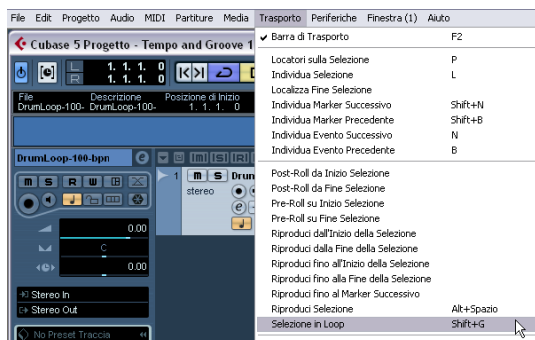 File Edit Progetto Audio MIDI Partiture Media Trasporto Periferiche Finestra (1) Aiuto
Cubase 5 Progetto - Tempo and Groove 1
L 1. 1. 1. 0
R 1. 1. 1. 0
File Descrizione Posizione di Inizio
DrumLoop-100- DrumLoop-100- 1. 1. 1. 0
DrumLoop-100-bpn
M S R W
0.00
C
0.00
Stereo In
Stereo Out
No Preset Traccia
M S R
1 m S Drun
stereo
Barra di Trasporto F2
Locatori sulla Selezione P
Individua Selezione L
Localizza Fine Selezione
Individua Marker Successivo Shift+N
Individua Marker Precedente Shift+B
Individua Evento Successivo N
Individua Evento Precedente B
Post-Roll da Inizio Selezione
Post-Roll da Fine Selezione
Pre-Roll su Inizio Selezione
Pre-Roll su Fine Selezione
Riproduci dall'Inizio della Selezione
Riproduci dalla Fine della Selezione
Riproduci fino all'Inizio della Selezione
Riproduci fino alla Fine della Selezione
Riproduci fino al Marker Successivo
Riproduci Selezione Alt+Spazio
Selezione in Loop Shift+G